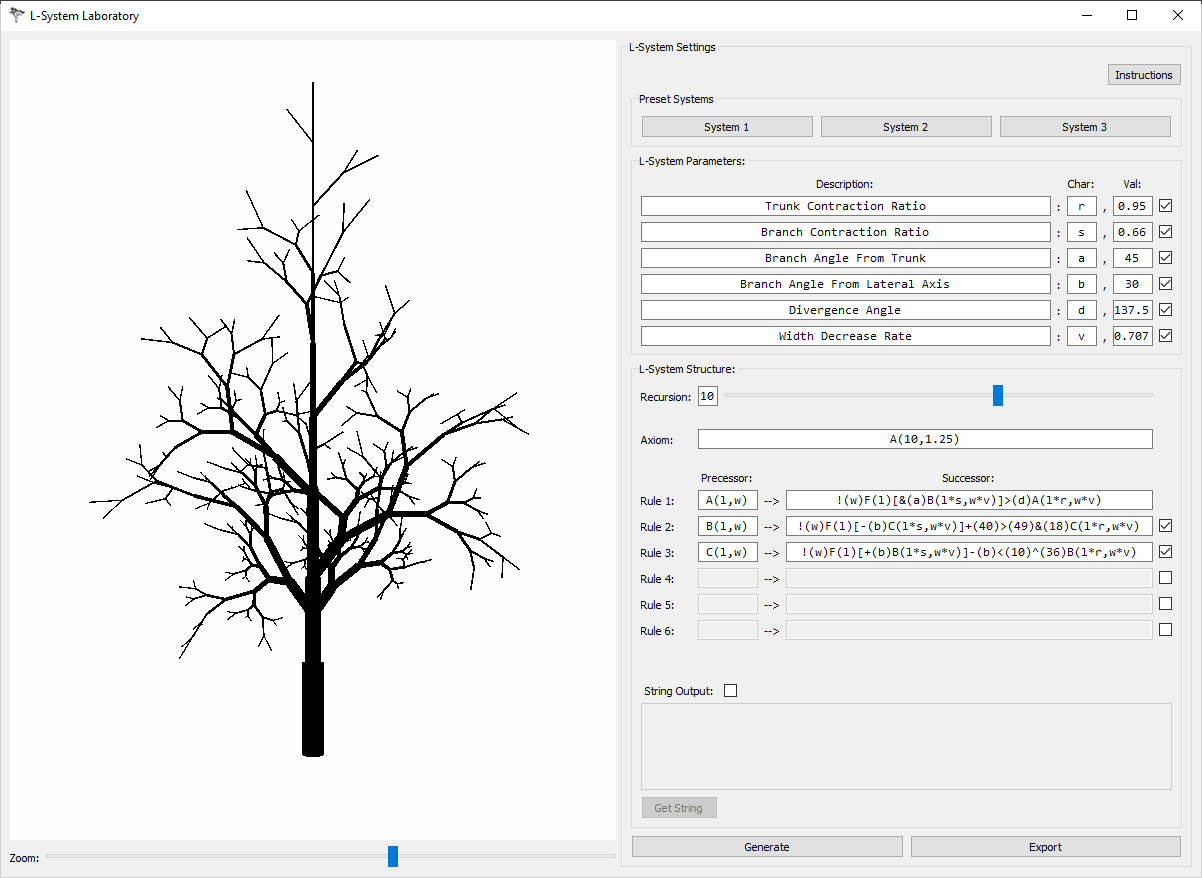 L-System Laboratory
L-System Settings
Instructions
Preset Systems
System 1 System 2 System 3
L-System Parameters:
Description: Char: Val:
Trunk Contraction Ratio : r , 0.95
Branch Contraction Ratio : s , 0.66
Branch Angle From Trunk : a , 45
Branch Angle From Lateral Axis : b , 30
Divergence Angle : d , 137.5
Width Decrease Rate : v , 0.707
L-System Structure:
Recursion: 10
Axiom: A(10,1.25)
Precessor: Successor:
Rule 1: A(l,w) --> !(w)F(l)[&(a)B(l*s,w*v)]>(d)A(l*r,w*v)
Rule 2: B(l,w) --> !(w)F(l)[-(b)C(l*s,w*v)]+(40)>(49)&(18)C(l*r,w*v)
Rule 3: C(l,w) --> !(w)F(l)[+(b)B(l*s,w*v)]-(b)<(10)^(36)B(l*r,w*v)
Rule 4: -->
Rule 5: -->
Rule 6: -->
String Output:
Get String
Generate Export
Zoom: